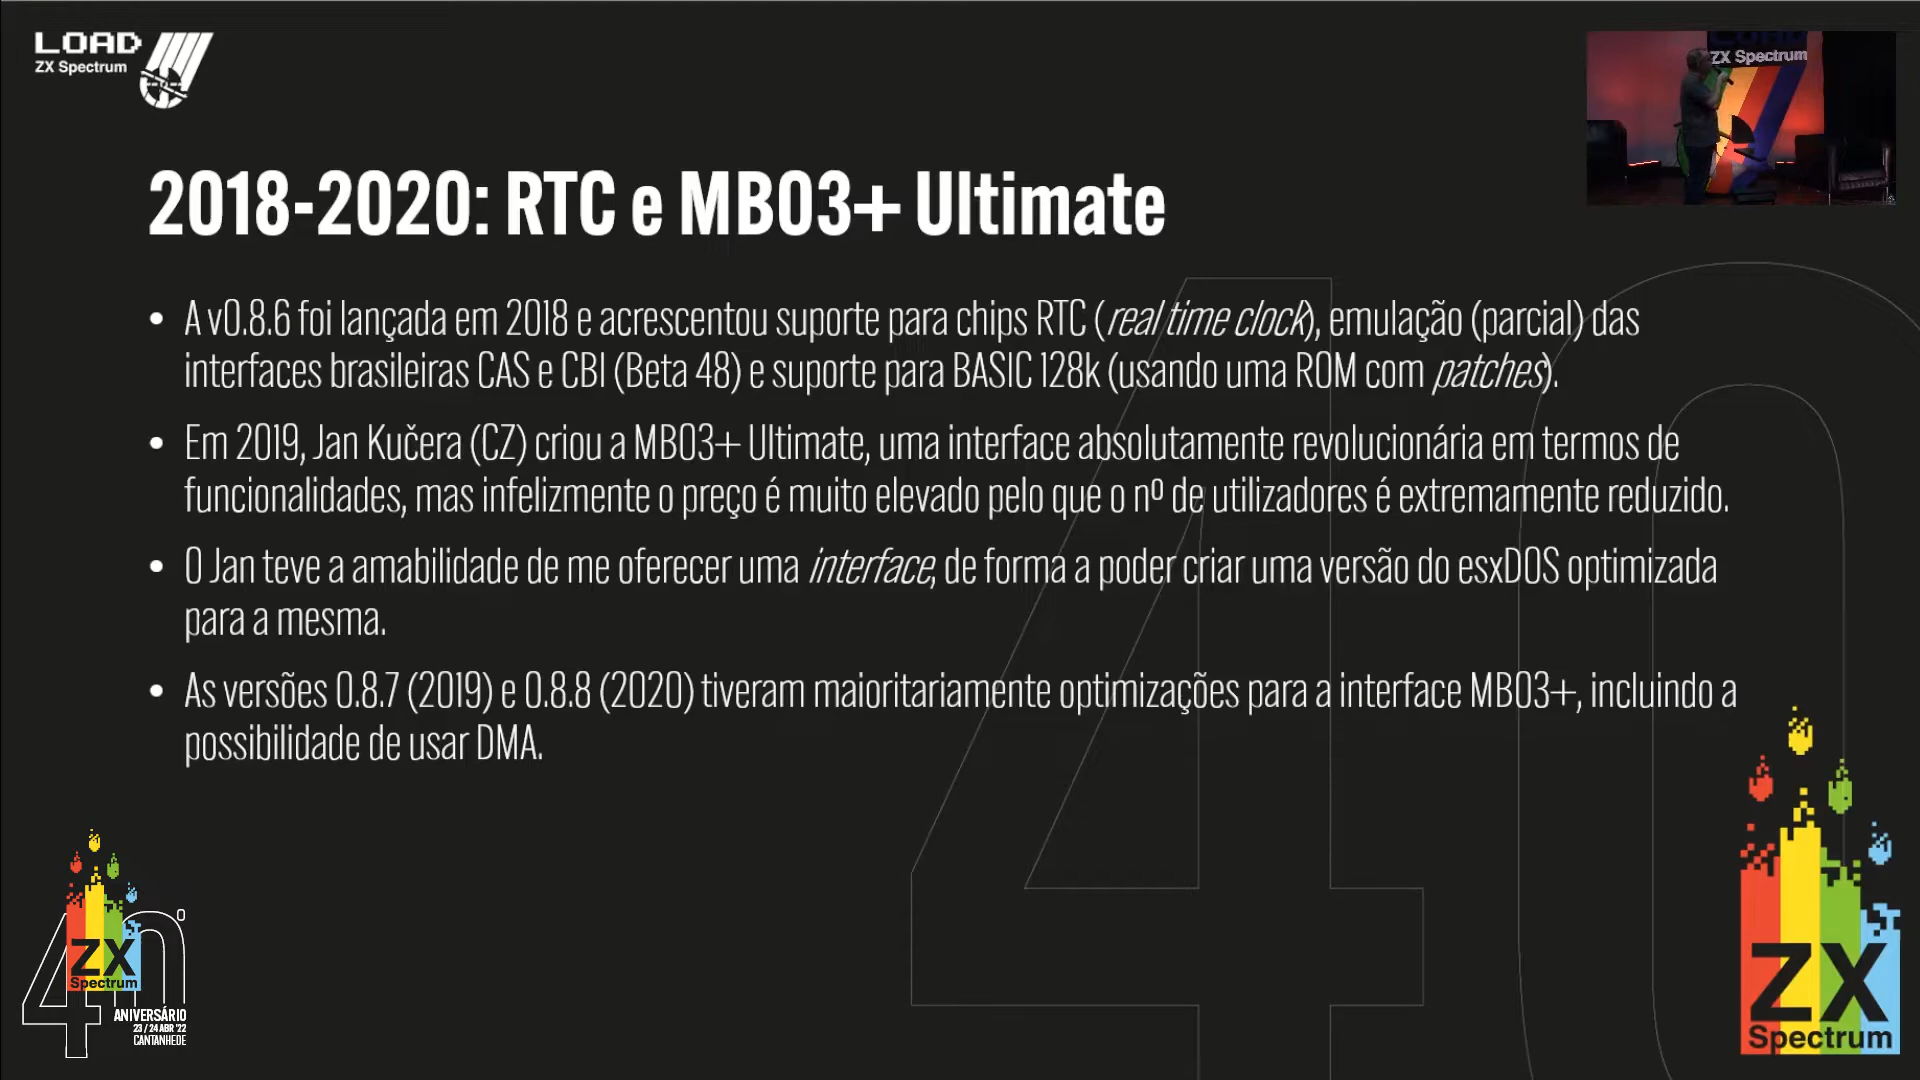 LOAD
ZX Spectrum
ZX Spectrum
2018-2020: RTC e MB03+ Ultimate
• A v0.8.6 foi lançada em 2018 e acrescentou suporte para chips RTC (real time clock), emulação (parcial) das
interfaces brasileiras CAS e CBI (Beta 48) e suporte para BASIC 128k (usando uma ROM com patches).
• Em 2019, Jan Kučera (CZ) criou a MB03+ Ultimate, uma interface absolutamente revolucionária em termos de
funcionalidades, mas infelizmente o preço é muito elevado pelo que o nº de utilizadores é extremamente reduzido.
• O Jan teve a amabilidade de me oferecer uma interface, de forma a poder criar uma versão do esxDOS optimizada
para a mesma.
• As versões 0.8.7 (2019) e 0.8.8 (2020) tiveram maioritariamente optimizações para a interface MB03+, incluindo a
possibilidade de usar DMA.
40
40º
ZX
Spectrum
ANIVERSÁRIO
23 / 24 ABR '22
CANTANHEDE
ZX
Spectrum